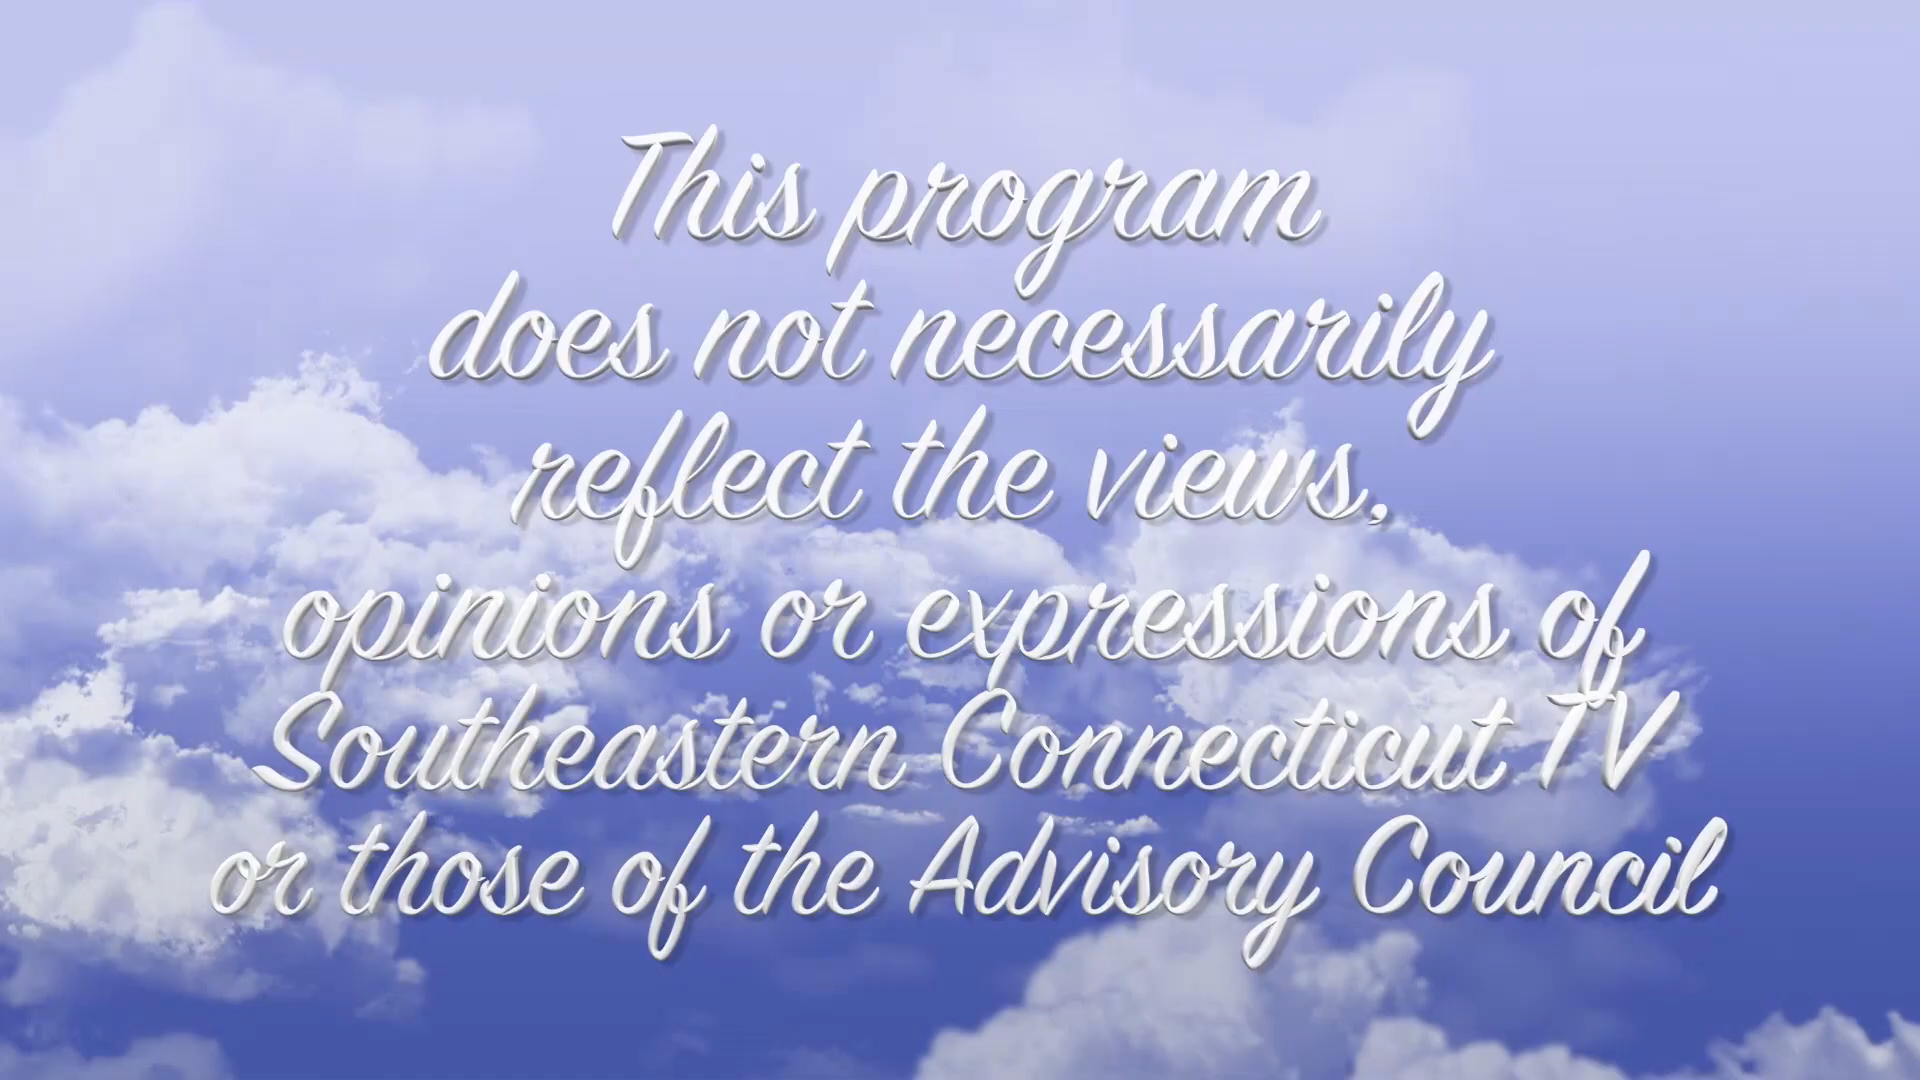 This program
does not necessarily
reflect the views,
opinions or expressions of
Southeastern Connecticut TV
or those of the Advisory Council